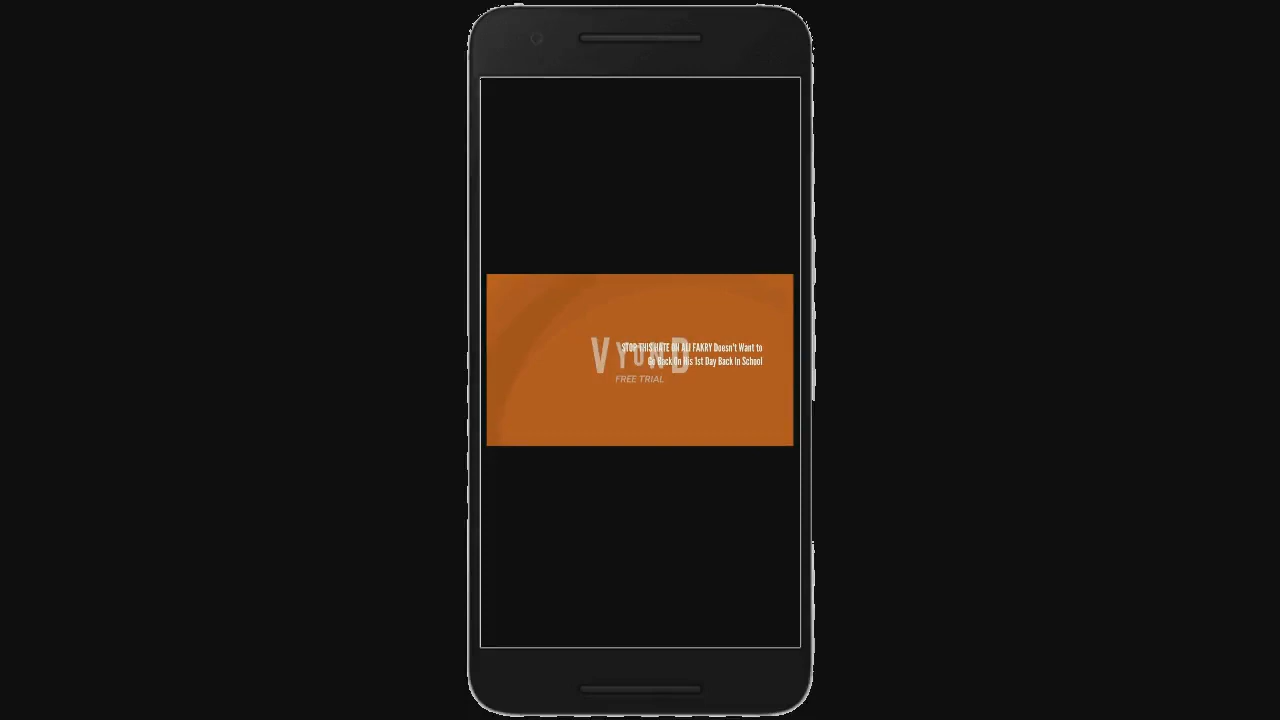 STOP THIS HATE ON ALI FAKRY Doesn't Want to
Go Back On His 1st Day Back In School
VYOND
FREE TRIAL